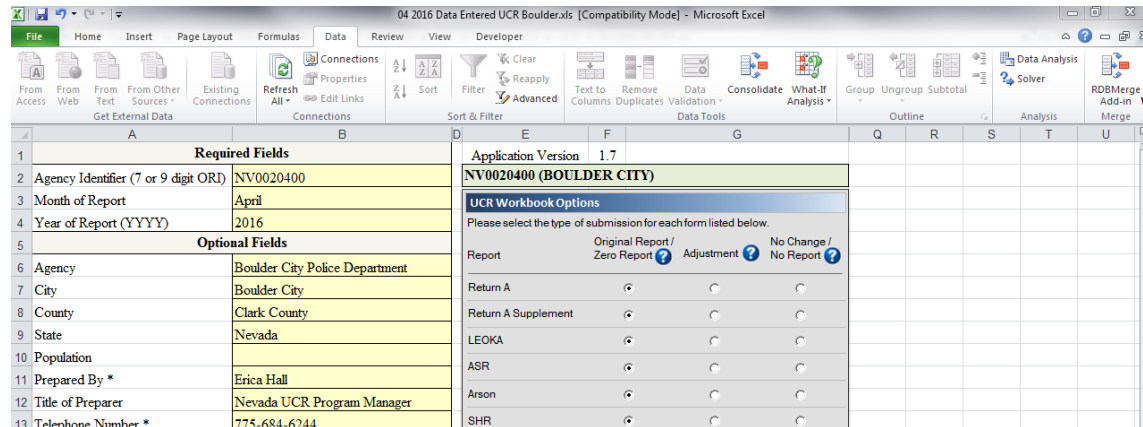 04 2016 Data Entered UCR Boulder.xls [Compatibility Mode] - Microsoft Excel
File Home Insert Page Layout Formulas Data Review View Developer
From Access
From Web
From Text
From Other Sources
Existing Connections
Get External Data
Refresh All
Connections
Properties
Edit Links
Connections
Sort
Filter
Clear
Reapply
Advanced
Sort & Filter
Text to Columns
Remove Duplicates
Data Validation
Consolidate
What-If Analysis
Data Tools
Group
Ungroup
Subtotal
Outline
Data Analysis
Solver
Analysis
RDBMerge Add-in
Merge
A B D E F G Q R S T U
1 Required Fields Application Version 1.7
2 Agency Identifier (7 or 9 digit ORI) NV0020400 NV0020400 (BOULDER CITY)
3 Month of Report April
UCR Workbook Options
4 Year of Report (YYYY) 2016
Please select the type of submission for each form listed below.
5 Optional Fields
Report
Original Report / Zero Report
Adjustment
No Change / No Report
6 Agency Boulder City Police Department
7 City Boulder City
Return A
8 County Clark County
Return A Supplement
9 State Nevada
LEOKA
10 Population
ASR
11 Prepared By * Erica Hall
Arson
12 Title of Preparer Nevada UCR Program Manager
SHR
13 Telephone Number * 775-684-6244